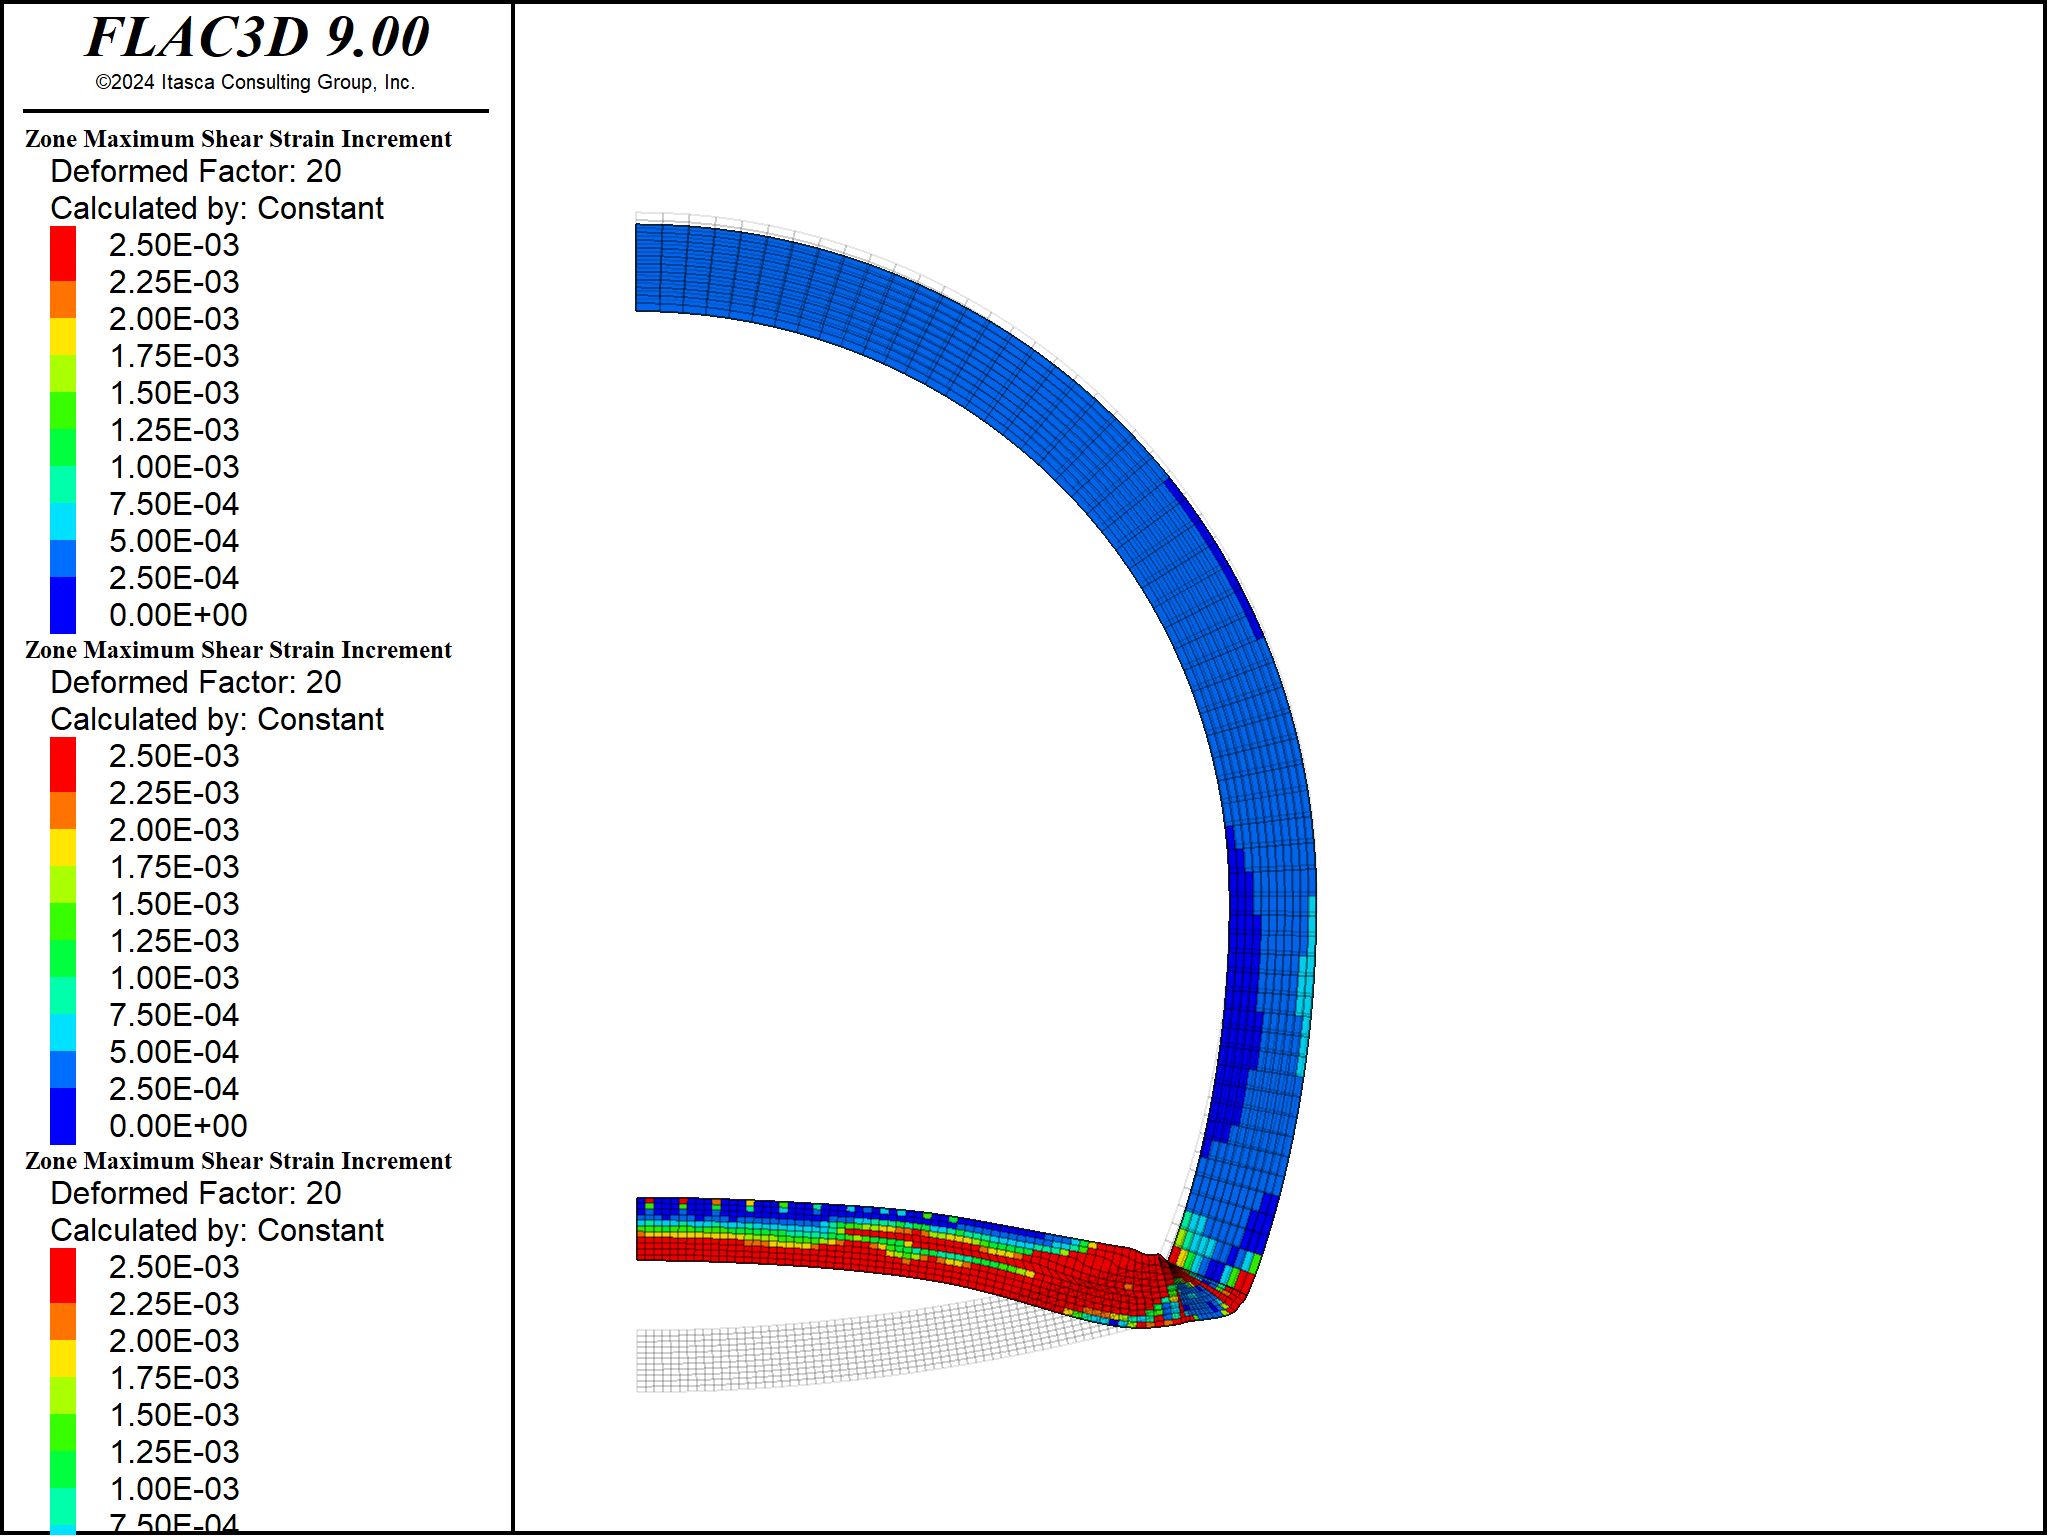 FLAC3D 9.00
©2024 Itasca Consulting Group, Inc.
Zone Maximum Shear Strain Increment
Deformed Factor: 20
Calculated by: Constant
2.50E-03
2.25E-03
2.00E-03
1.75E-03
1.50E-03
1.25E-03
1.00E-03
7.50E-04
5.00E-04
2.50E-04
0.00E+00
Zone Maximum Shear Strain Increment
Deformed Factor: 20
Calculated by: Constant
2.50E-03
2.25E-03
2.00E-03
1.75E-03
1.50E-03
1.25E-03
1.00E-03
7.50E-04
5.00E-04
2.50E-04
0.00E+00
Zone Maximum Shear Strain Increment
Deformed Factor: 20
Calculated by: Constant
2.50E-03
2.25E-03
2.00E-03
1.75E-03
1.50E-03
1.25E-03
1.00E-03
7.50E-04